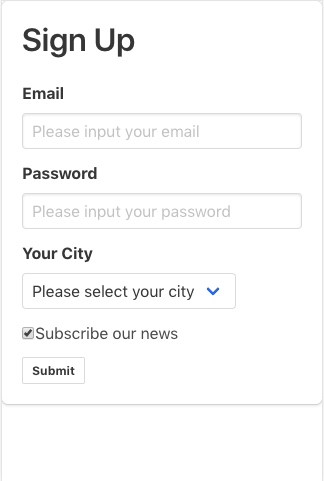 Sign Up
Email
Please input your email
Password
Please input your password
Your City
Please select your city
Subscribe our news
Submit